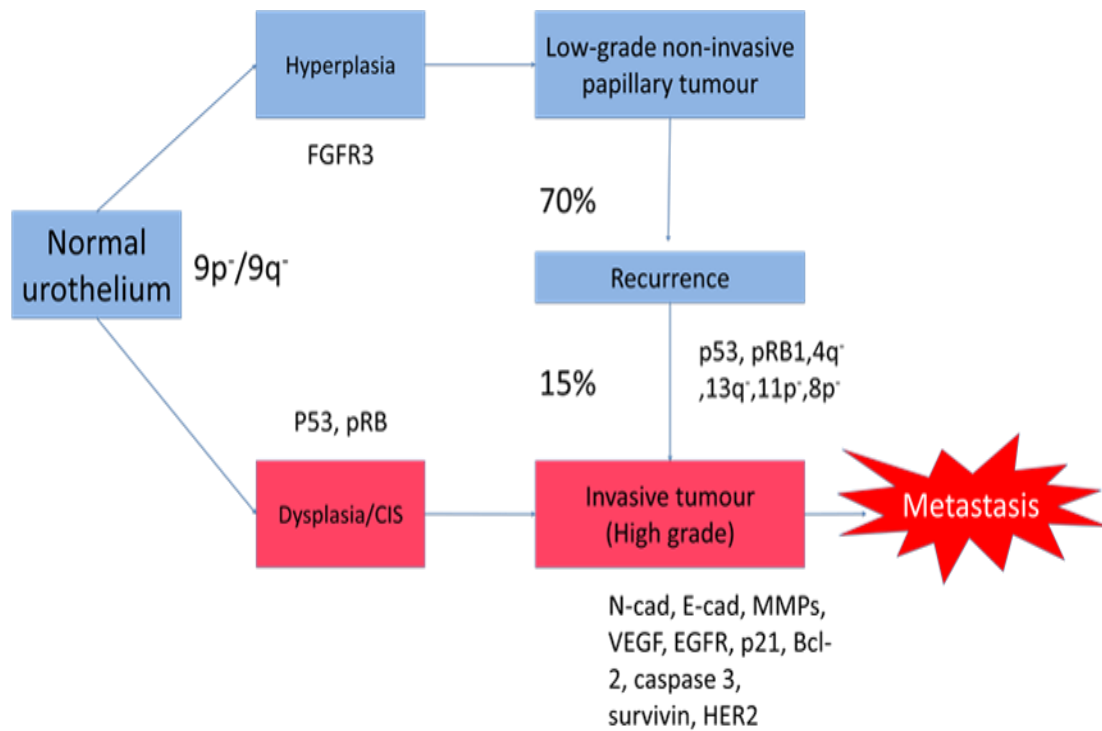 Hyperplasia
Low-grade non-invasive
papillary tumour
FGFR3
70%
Normal
urothelium
9p⁻/9q⁻
Recurrence
p53, pRB1,4q⁻
,13q⁻,11p⁻,8p⁻
15%
P53, pRB
Dysplasia/CIS
Invasive tumour
(High grade)
Metastasis
N-cad, E-cad, MMPs,
VEGF, EGFR, p21, Bcl-
2, caspase 3,
survivin, HER2